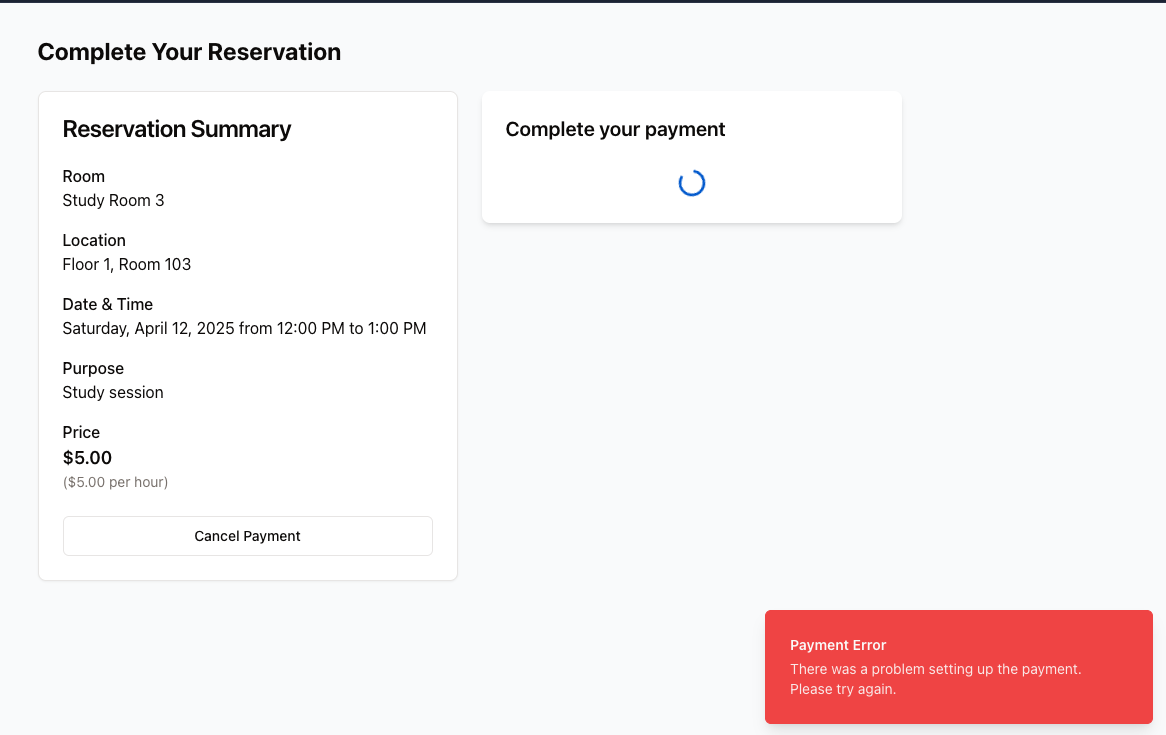 Complete Your Reservation
Reservation Summary
Room
Study Room 3
Location
Floor 1, Room 103
Date & Time
Saturday, April 12, 2025 from 12:00 PM to 1:00 PM
Purpose
Study session
Price
$5.00
($5.00 per hour)
Cancel Payment
Complete your payment
Payment Error
There was a problem setting up the payment.
Please try again.